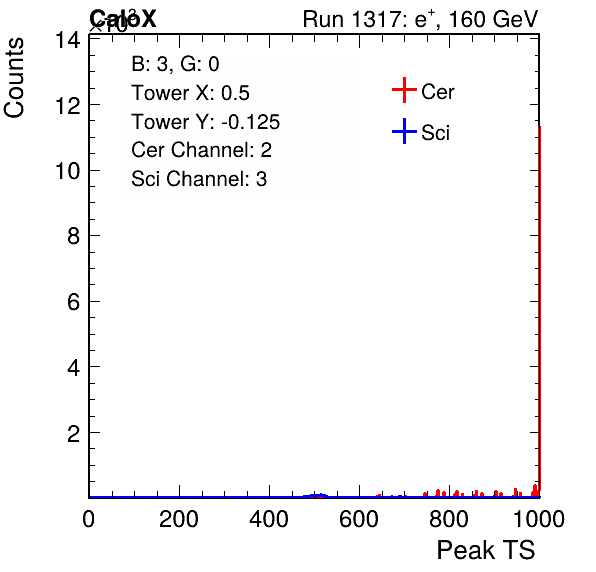 CaloX Run 1317: e⁺, 160 GeV
×10³
Counts
B: 3, G: 0
Tower X: 0.5
Tower Y: -0.125
Cer Channel: 2
Sci Channel: 3
Cer
Sci
14
12
10
8
6
4
2
0 200 400 600 800 1000
Peak TS